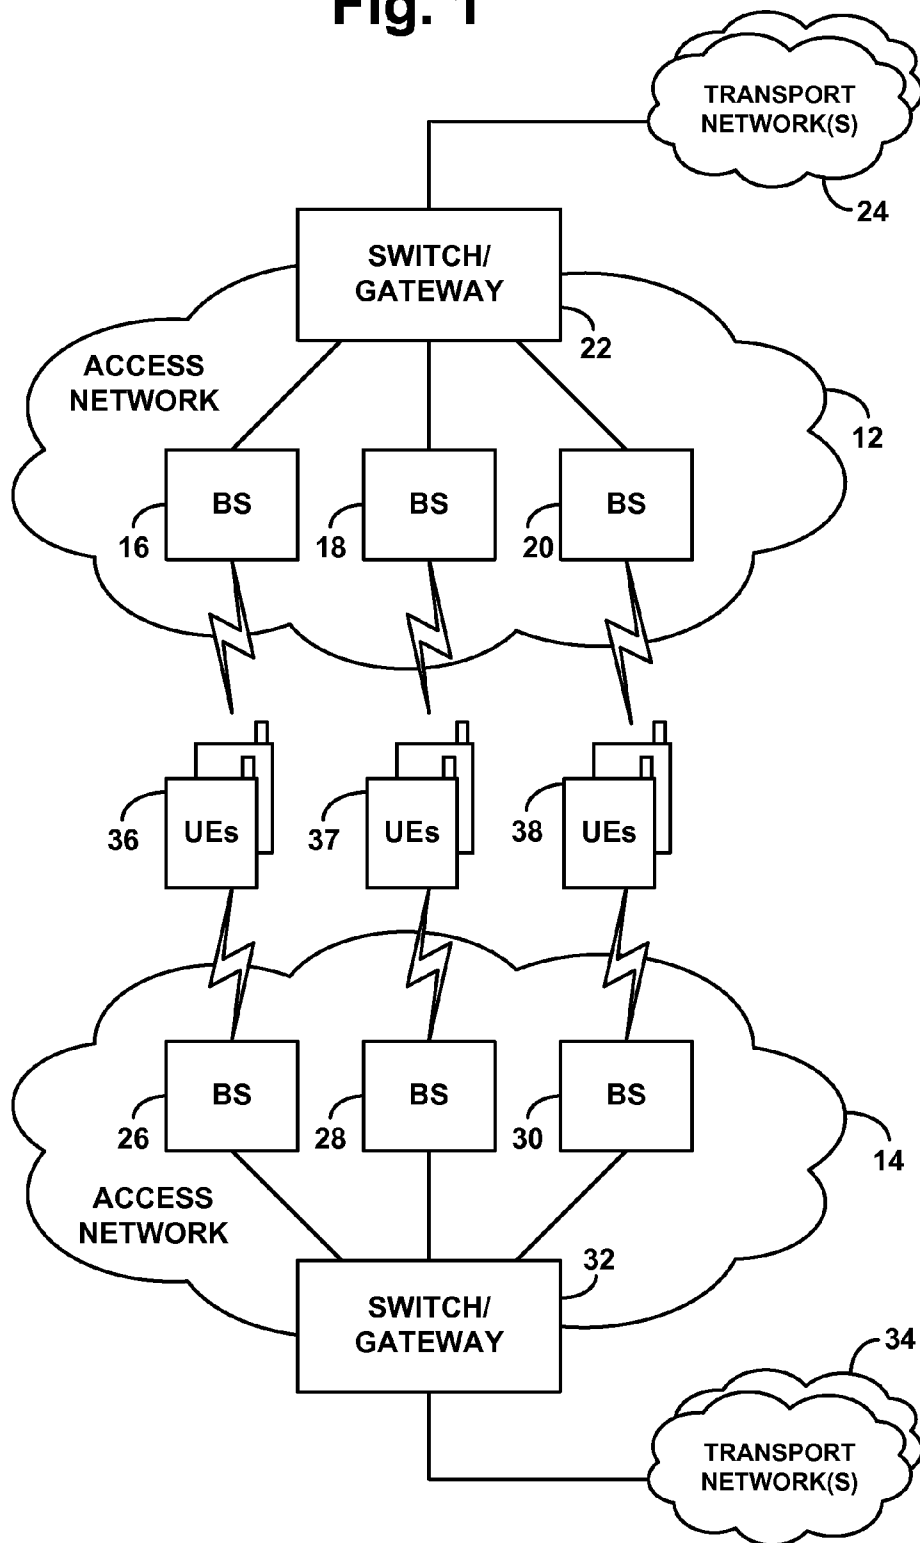 Fig. 1
TRANSPORT
NETWORK(S)
24
SWITCH/
GATEWAY
22
ACCESS
NETWORK
12
BS
BS
BS
16
18
20
36
UEs
37
UEs
38
UEs
BS
BS
BS
26
28
30
14
ACCESS
NETWORK
32
SWITCH/
GATEWAY
34
TRANSPORT
NETWORK(S)